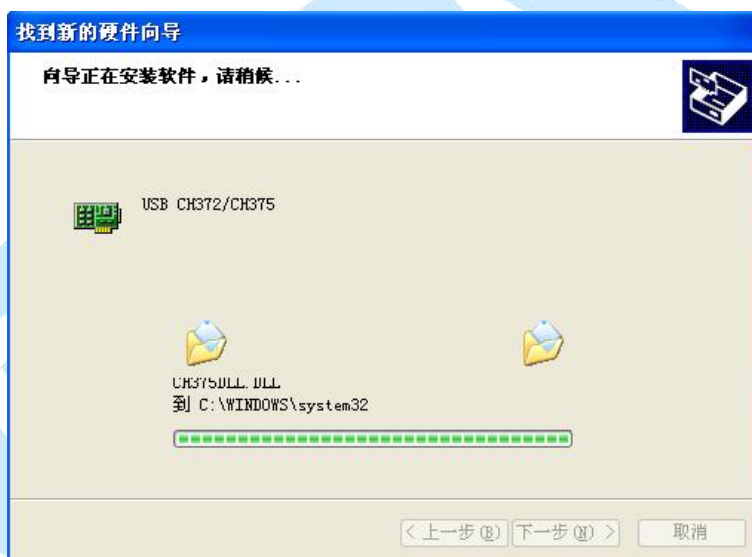 找到新的硬件向导
向导正在安装软件，请稍候...
USB CH372/CH375
CH375DLL.DLL
到 C:\WINDOWS\system32
< 上一步(B) 下一步(N) > 取消